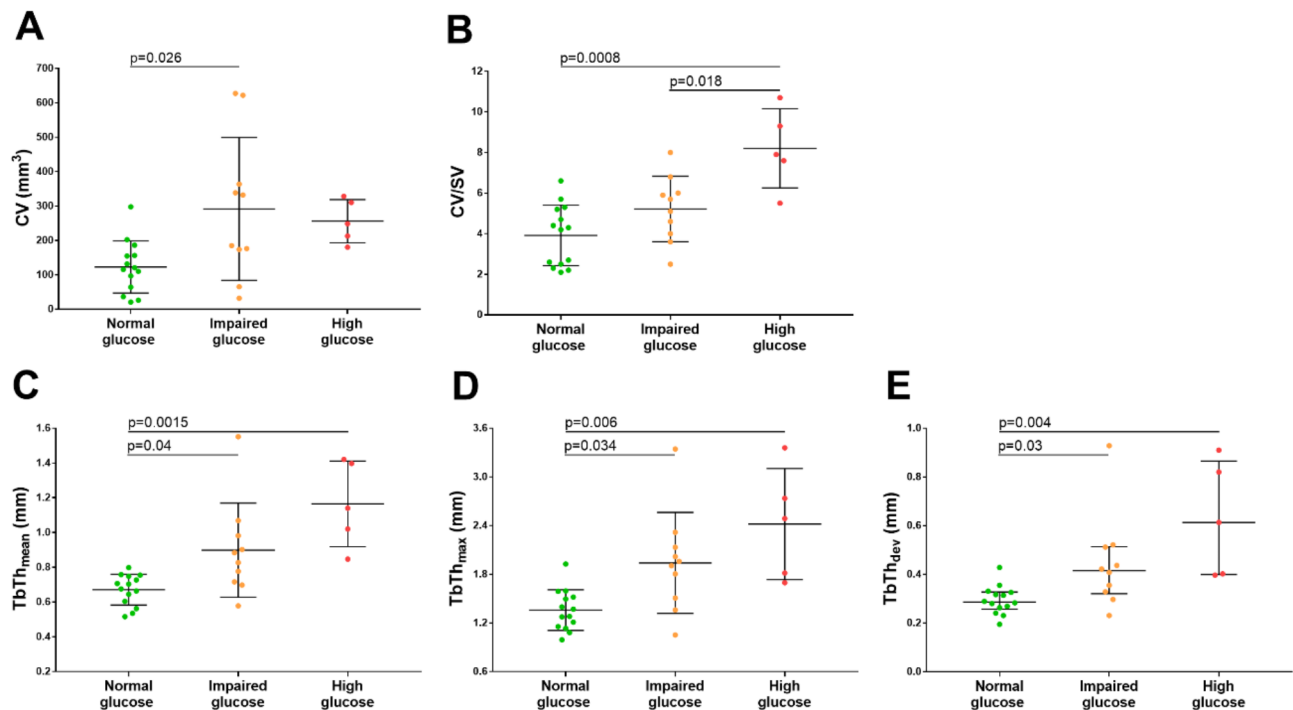 A
p=0.026
CV (mm³)
700
600
500
400
300
200
100
0
Normal glucose
Impaired glucose
High glucose
B
p=0.0008
p=0.018
CV/SV
12
10
8
6
4
2
0
Normal glucose
Impaired glucose
High glucose
C
p=0.0015
p=0.04
TbThmean (mm)
1.6
1.4
1.2
1.0
0.8
0.6
0.4
0.2
Normal glucose
Impaired glucose
High glucose
D
p=0.006
p=0.034
TbThmax (mm)
3.6
3.0
2.4
1.8
1.2
0.6
Normal glucose
Impaired glucose
High glucose
E
p=0.004
p=0.03
TbThdev (mm)
1.0
0.8
0.6
0.4
0.2
0.0
Normal glucose
Impaired glucose
High glucose